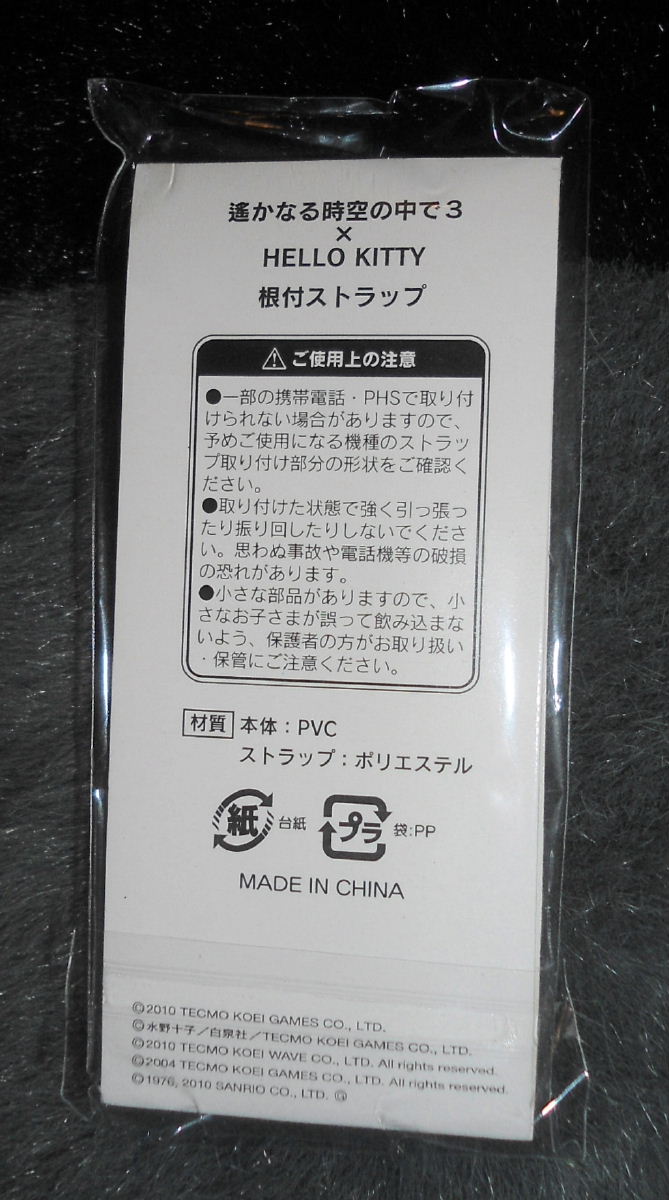 遙かなる時空の中で3
×
HELLO KITTY
根付ストラップ
ご使用上の注意
●一部の携帯電話・PHSで取り付
けられない場合がありますので、
予めご使用になる機種のストラッ
プ取り付け部分の形状をご確認く
ださい。
●取り付けた状態で強く引っ張っ
たり振り回したりしないでくださ
い。思わぬ事故や電話機等の破損
の恐れがあります。
●小さな部品がありますので、小
さなお子さまが誤って飲み込まな
いよう、保護者の方がお取り扱い
・保管にご注意ください。
材質 本体：PVC
ストラップ：ポリエステル
紙 台紙 プラ 袋:PP
MADE IN CHINA
©2010 TECMO KOEI GAMES CO., LTD.
©水野十子／白泉社／TECMO KOEI GAMES CO., LTD.
©2010 TECMO KOEI WAVE CO., LTD. All rights reserved.
©2004 TECMO KOEI GAMES CO., LTD. All rights reserved.
©1976, 2010 SANRIO CO., LTD. Ⓖ